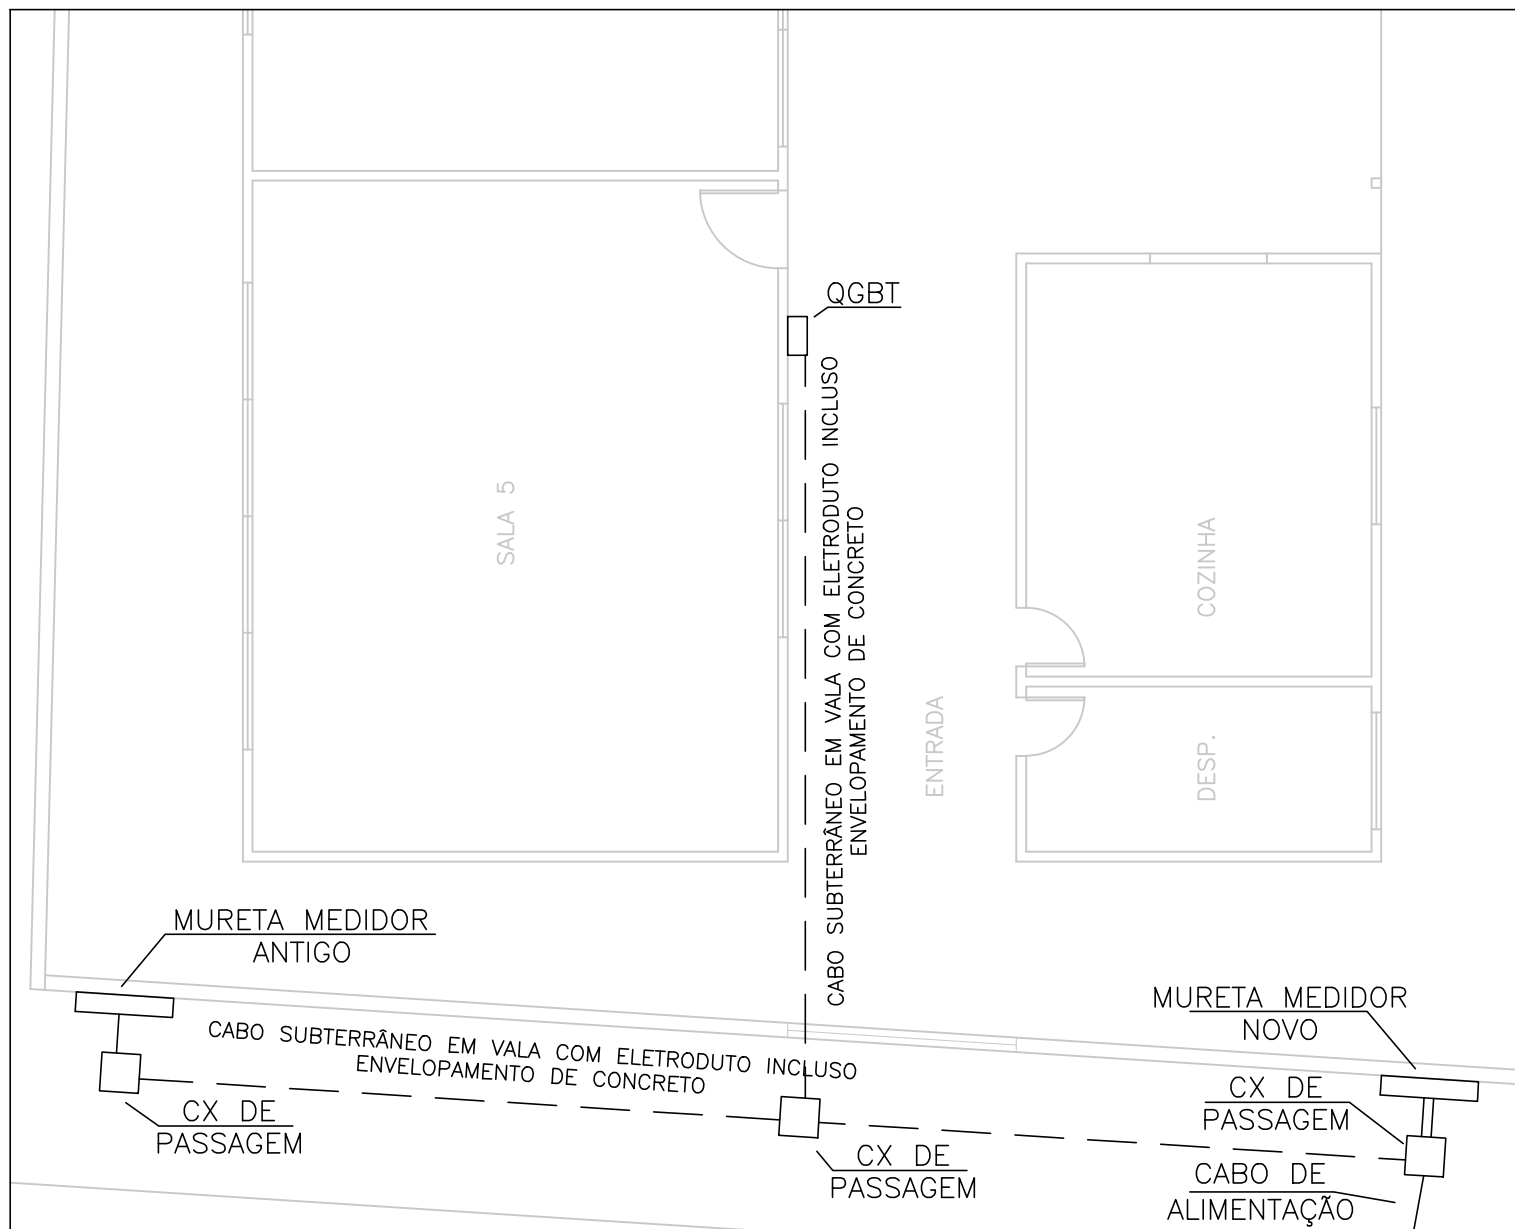 QGBT
CABO SUBTERRÂNEO EM VALA COM ELETRODUTO INCLUSO
ENVELOPAMENTO DE CONCRETO
SALA 5
COZINHA
ENTRADA
DESP.
MURETA MEDIDOR
ANTIGO
MURETA MEDIDOR
NOVO
CABO SUBTERRÂNEO EM VALA COM ELETRODUTO INCLUSO
ENVELOPAMENTO DE CONCRETO
CX DE
PASSAGEM
CX DE
PASSAGEM
CX DE
PASSAGEM
CABO DE
ALIMENTAÇÃO